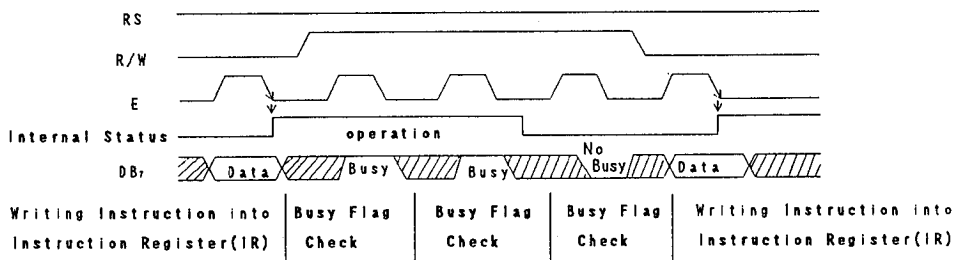 RS
R/W
E
Internal Status operation
No
DB₇ Data Busy Busy Busy Data
Writing Instruction into Busy Flag Busy Flag Busy Flag Writing Instruction into
Instruction Register(IR) Check Check Check Instruction Register(IR)